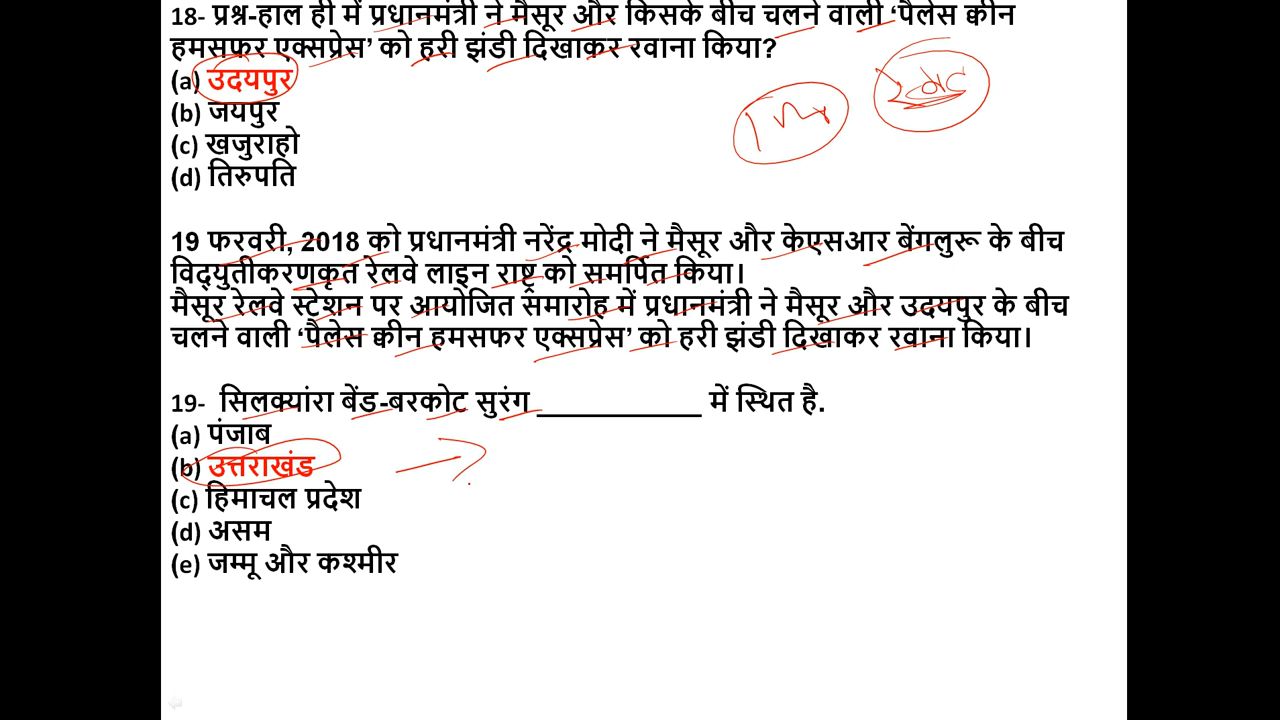 18- प्रश्न-हाल ही में प्रधानमंत्री ने मैसूर और किसके बीच चलने वाली ‘पैलेस क्वीन
हमसफर एक्सप्रेस’ को हरी झंडी दिखाकर रवाना किया?
(a) उदयपुर
(b) जयपुर
(c) खजुराहो
(d) तिरुपति
19 फरवरी, 2018 को प्रधानमंत्री नरेंद्र मोदी ने मैसूर और केएसआर बेंगलुरू के बीच
विद्युतीकरणकृत रेलवे लाइन राष्ट्र को समर्पित किया।
मैसूर रेलवे स्टेशन पर आयोजित समारोह में प्रधानमंत्री ने मैसूर और उदयपुर के बीच
चलने वाली ‘पैलेस क्वीन हमसफर एक्सप्रेस’ को हरी झंडी दिखाकर रवाना किया।
19- सिलक्यांरा बेंड-बरकोट सुरंग ___________ में स्थित है.
(a) पंजाब
(b) उत्तराखंड
(c) हिमाचल प्रदेश
(d) असम
(e) जम्मू और कश्मीर